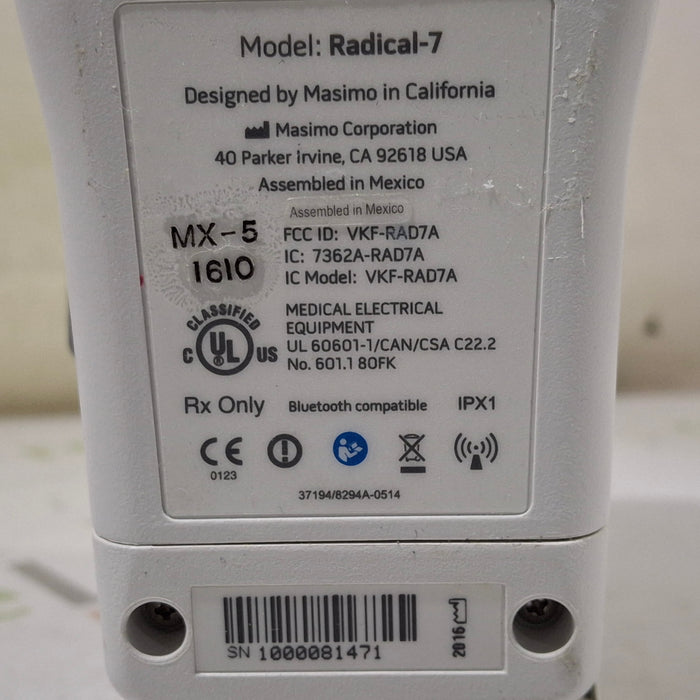 Model: Radical-7
Designed by Masimo in California
Masimo Corporation
40 Parker Irvine, CA 92618 USA
Assembled in Mexico
Assembled in Mexico
MX-5
1610
FCC ID: VKF-RAD7A
IC: 7362A-RAD7A
IC Model: VKF-RAD7A
CLASSIFIED
C UL US
MEDICAL ELECTRICAL
EQUIPMENT
UL 60601-1/CAN/CSA C22.2
No. 601.1 80FK
Rx Only Bluetooth compatible IPX1
CE
0123
37194/8294A-0514
SN 1000081471
2016